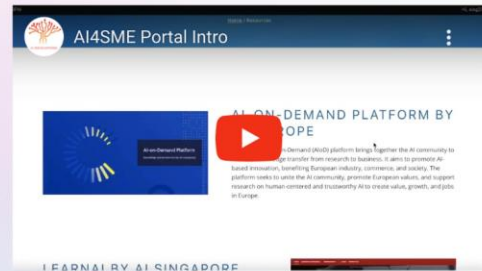 Home / Resources
AI4SME Portal Intro
AI-ON-DEMAND PLATFORM BY
OPE
AI-on-Demand Platform
n-Demand (AIoD) platform brings together the AI community to
ge transfer from research to business. It aims to promote AI-
based innovation, benefiting European industry, commerce, and society. The
platform seeks to unite the AI community, promote European values, and support
research on human-centered and trustworthy AI to create value, growth, and jobs
in Europe.
LEARNAI BY AI SINGAPORE